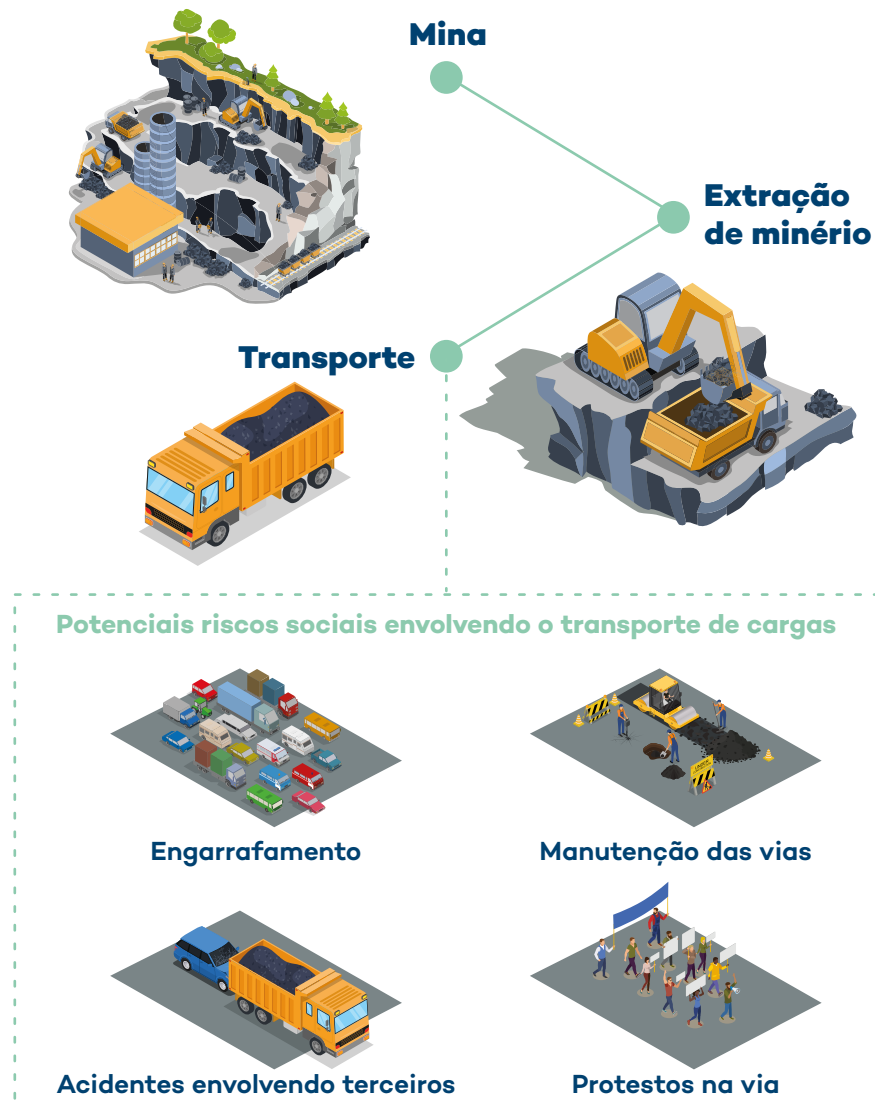 Mina
Extração
de minério
Transporte
Potenciais riscos sociais envolvendo o transporte de cargas
Engarrafamento
Manutenção das vias
Acidentes envolvendo terceiros
Protestos na via